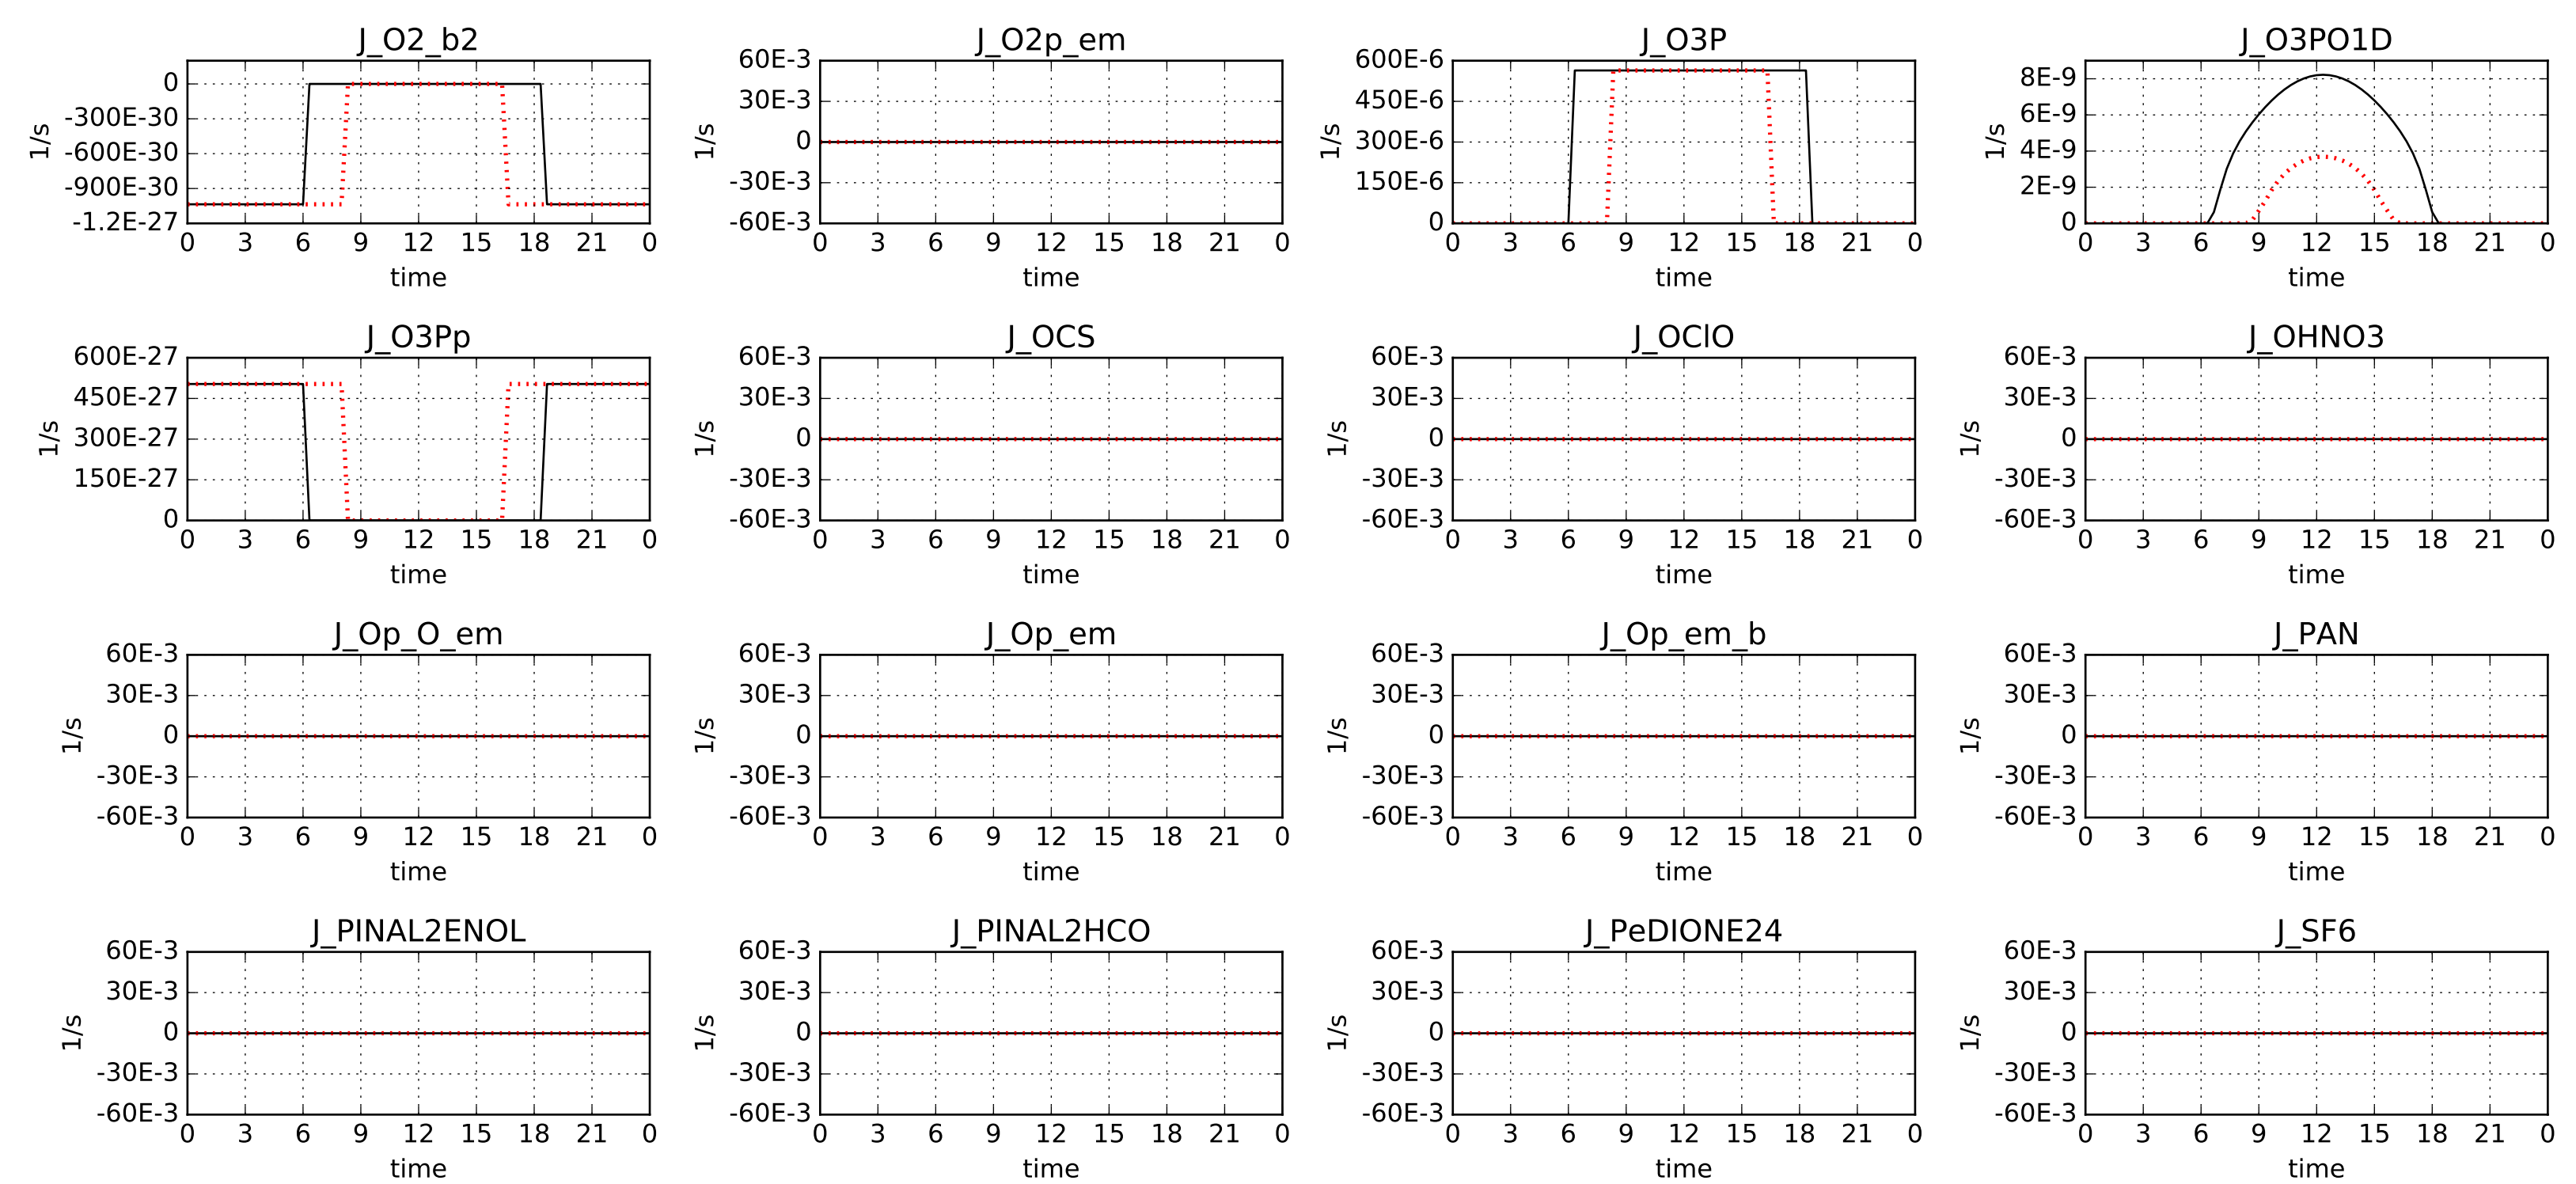 J_O2_b2
0
-300E-30
-600E-30
-900E-30
-1.2E-27
1/s
0 3 6 9 12 15 18 21 0
time
J_O2p_em
60E-3
30E-3
0
-30E-3
-60E-3
1/s
0 3 6 9 12 15 18 21 0
time
J_O3P
600E-6
450E-6
300E-6
150E-6
0
1/s
0 3 6 9 12 15 18 21 0
time
J_O3PO1D
8E-9
6E-9
4E-9
2E-9
0
1/s
0 3 6 9 12 15 18 21 0
time
J_O3Pp
600E-27
450E-27
300E-27
150E-27
0
1/s
0 3 6 9 12 15 18 21 0
time
J_OCS
60E-3
30E-3
0
-30E-3
-60E-3
1/s
0 3 6 9 12 15 18 21 0
time
J_OClO
60E-3
30E-3
0
-30E-3
-60E-3
1/s
0 3 6 9 12 15 18 21 0
time
J_OHNO3
60E-3
30E-3
0
-30E-3
-60E-3
1/s
0 3 6 9 12 15 18 21 0
time
J_Op_O_em
60E-3
30E-3
0
-30E-3
-60E-3
1/s
0 3 6 9 12 15 18 21 0
time
J_Op_em
60E-3
30E-3
0
-30E-3
-60E-3
1/s
0 3 6 9 12 15 18 21 0
time
J_Op_em_b
60E-3
30E-3
0
-30E-3
-60E-3
1/s
0 3 6 9 12 15 18 21 0
time
J_PAN
60E-3
30E-3
0
-30E-3
-60E-3
1/s
0 3 6 9 12 15 18 21 0
time
J_PINAL2ENOL
60E-3
30E-3
0
-30E-3
-60E-3
1/s
0 3 6 9 12 15 18 21 0
time
J_PINAL2HCO
60E-3
30E-3
0
-30E-3
-60E-3
1/s
0 3 6 9 12 15 18 21 0
time
J_PeDIONE24
60E-3
30E-3
0
-30E-3
-60E-3
1/s
0 3 6 9 12 15 18 21 0
time
J_SF6
60E-3
30E-3
0
-30E-3
-60E-3
1/s
0 3 6 9 12 15 18 21 0
time